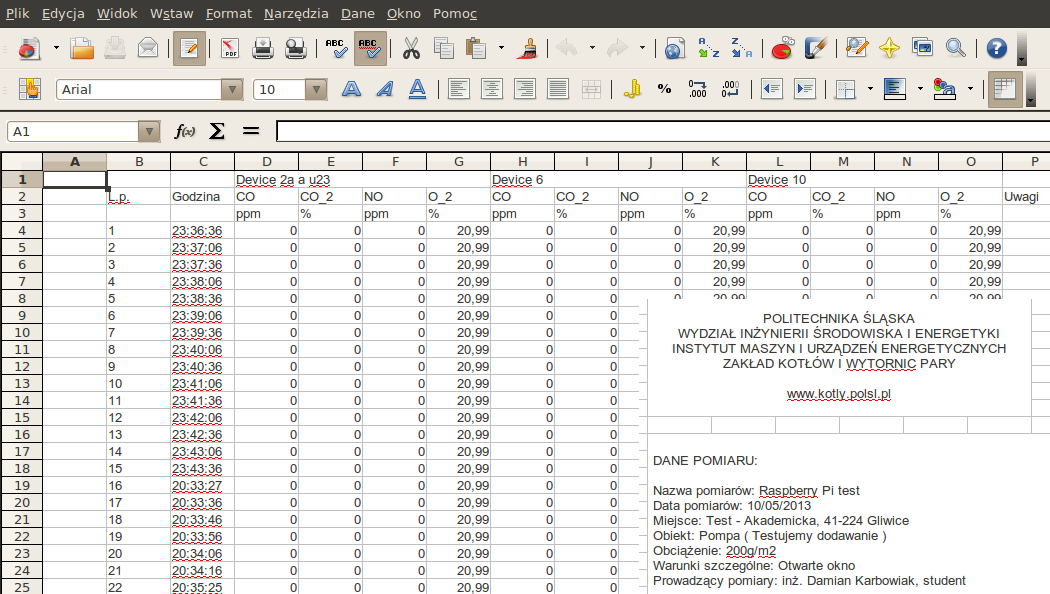 Plik Edycja Widok Wstaw Format Narzędzia Dane Okno Pomoc
ABC ABC
Arial 10
A1 f(x) Σ =
A B C D E F G H I J K L M N O P
1 Device 2a a u23 Device 6 Device 10
2 L.p. Godzina CO CO_2 NO O_2 CO CO_2 NO O_2 CO CO_2 NO O_2 Uwagi
3 ppm % ppm % ppm % ppm % ppm % ppm %
4 1 23:36:36 0 0 0 20,99 0 0 0 20,99 0 0 0 20,99
5 2 23:37:06 0 0 0 20,99 0 0 0 20,99 0 0 0 20,99
6 3 23:37:36 0 0 0 20,99 0 0 0 20,99 0 0 0 20,99
7 4 23:38:06 0 0 0 20,99 0 0 0 20,99 0 0 0 20,99
8 5 23:38:36 0 0 0 20,99 0 0 0 20,99 0 0 0 20,99
9 6 23:39:06 0 0 0 20,99 0 0
10 7 23:39:36 0 0 0 20,99 0 0
11 8 23:40:06 0 0 0 20,99 0 0
12 9 23:40:36 0 0 0 20,99 0 0
13 10 23:41:06 0 0 0 20,99 0 0
14 11 23:41:36 0 0 0 20,99 0 0
15 12 23:42:06 0 0 0 20,99 0 0
16 13 23:42:36 0 0 0 20,99 0 0
17 14 23:43:06 0 0 0 20,99 0 0
18 15 23:43:36 0 0 0 20,99 0 0
19 16 20:33:27 0 0 0 20,99 0 0
20 17 20:33:36 0 0 0 20,99 0 0
21 18 20:33:46 0 0 0 20,99 0 0
22 19 20:33:56 0 0 0 20,99 0 0
23 20 20:34:06 0 0 0 20,99 0 0
24 21 20:34:16 0 0 0 20,99 0 0
25 22 20:35:25 0 0 0 20,99 0 0
POLITECHNIKA ŚLĄSKA
WYDZIAŁ INŻYNIERII ŚRODOWISKA I ENERGETYKI
INSTYTUT MASZYN I URZĄDZEŃ ENERGETYCZNYCH
ZAKŁAD KOTŁÓW I WYTORNIC PARY
www.kotly.polsl.pl
DANE POMIARU:
Nazwa pomiarów: Raspberry Pi test
Data pomiarów: 10/05/2013
Miejsce: Test - Akademicka, 41-224 Gliwice
Obiekt: Pompa ( Testujemy dodawanie )
Obciążenie: 200g/m2
Warunki szczególne: Otwarte okno
Prowadzący pomiary: inż. Damian Karbowiak, student